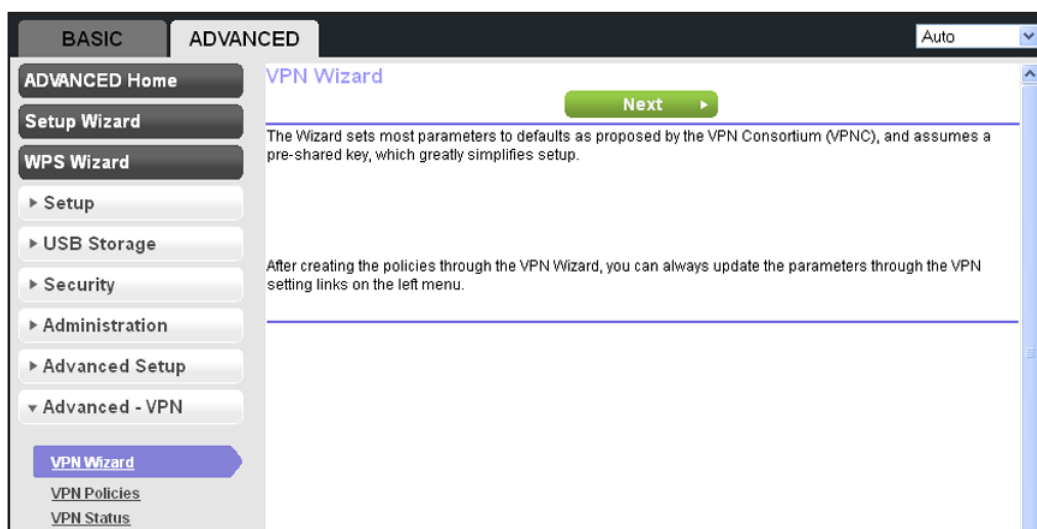 BASIC
ADVANCED
Auto
ADVANCED Home
Setup Wizard
WPS Wizard
Setup
USB Storage
Security
Administration
Advanced Setup
Advanced - VPN
VPN Wizard
VPN Policies
VPN Status
VPN Wizard
Next
The Wizard sets most parameters to defaults as proposed by the VPN Consortium (VPNC), and assumes a
pre-shared key, which greatly simplifies setup.
After creating the policies through the VPN Wizard, you can always update the parameters through the VPN
setting links on the left menu.